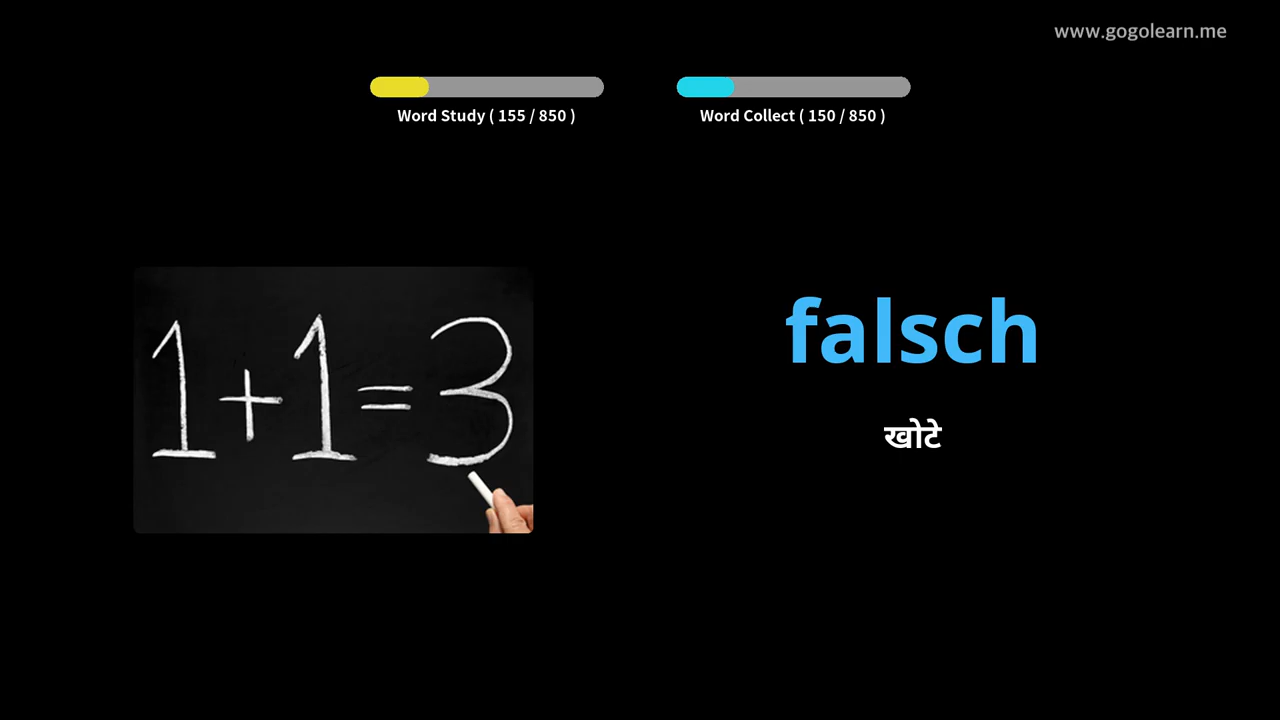 www.gogolearn.me
Word Study ( 155 / 850 )
Word Collect ( 150 / 850 )
1+1=3
falsch
खोटे